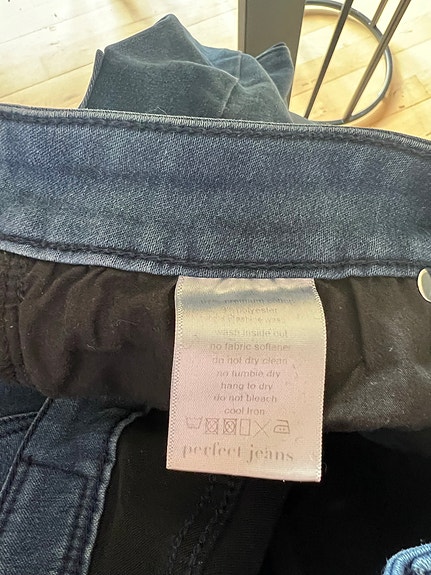 polyester
wash inside out
no fabric softener
do not dry clean
no tumble dry
hang to dry
do not bleach
cool iron
perfect jeans